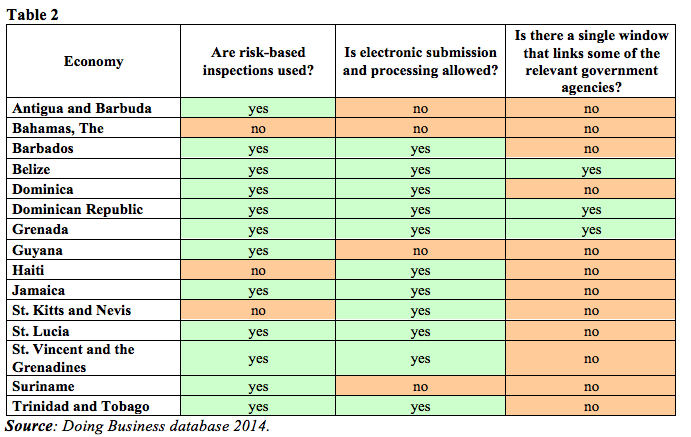 Table 2
Economy
Are risk-based
inspections used?
Is electronic submission
and processing allowed?
Is there a single window
that links some of the
relevant government
agencies?
Antigua and Barbuda yes no no
Bahamas, The no no no
Barbados yes yes no
Belize yes yes yes
Dominica yes yes no
Dominican Republic yes yes yes
Grenada yes yes yes
Guyana yes no no
Haiti no yes no
Jamaica yes yes no
St. Kitts and Nevis no yes no
St. Lucia yes yes no
St. Vincent and the
Grenadines yes yes no
Suriname yes no no
Trinidad and Tobago yes yes no
Source: Doing Business database 2014.